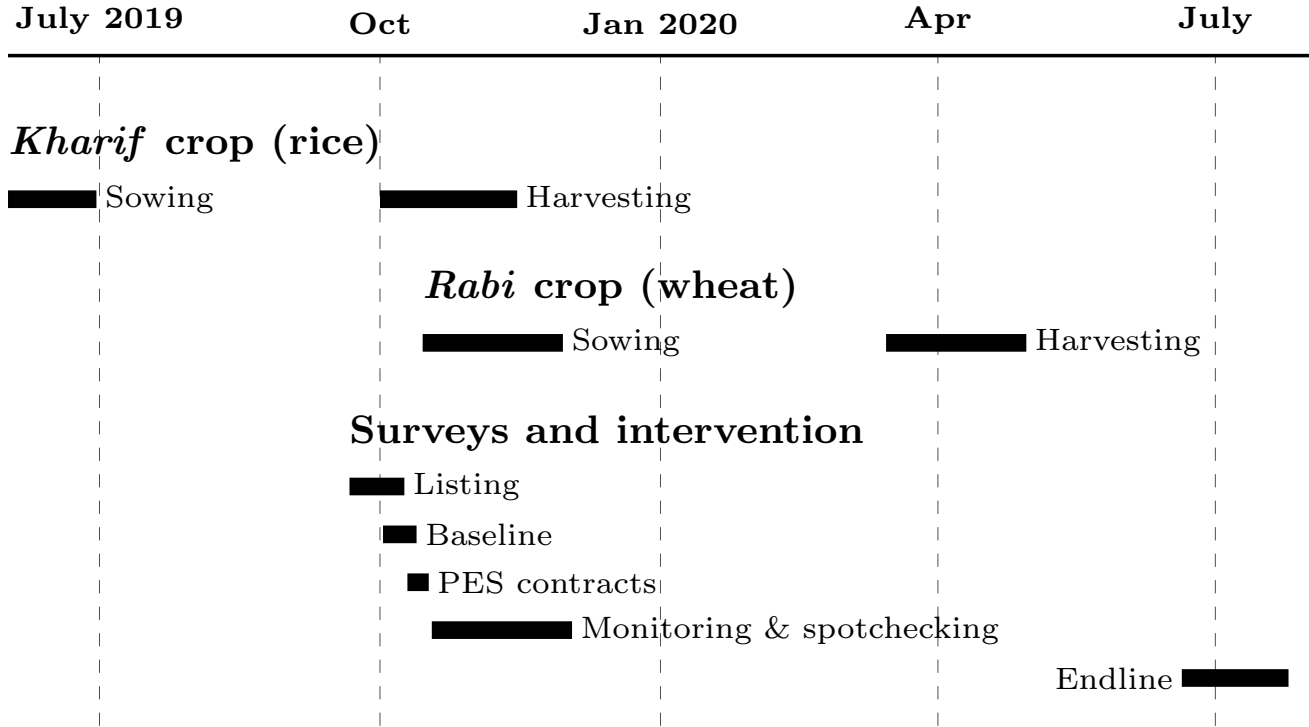 July 2019 Oct Jan 2020 Apr July
Kharif crop (rice)
Sowing Harvesting
Rabi crop (wheat)
Sowing Harvesting
Surveys and intervention
Listing
Baseline
PES contracts
Monitoring & spotchecking
Endline